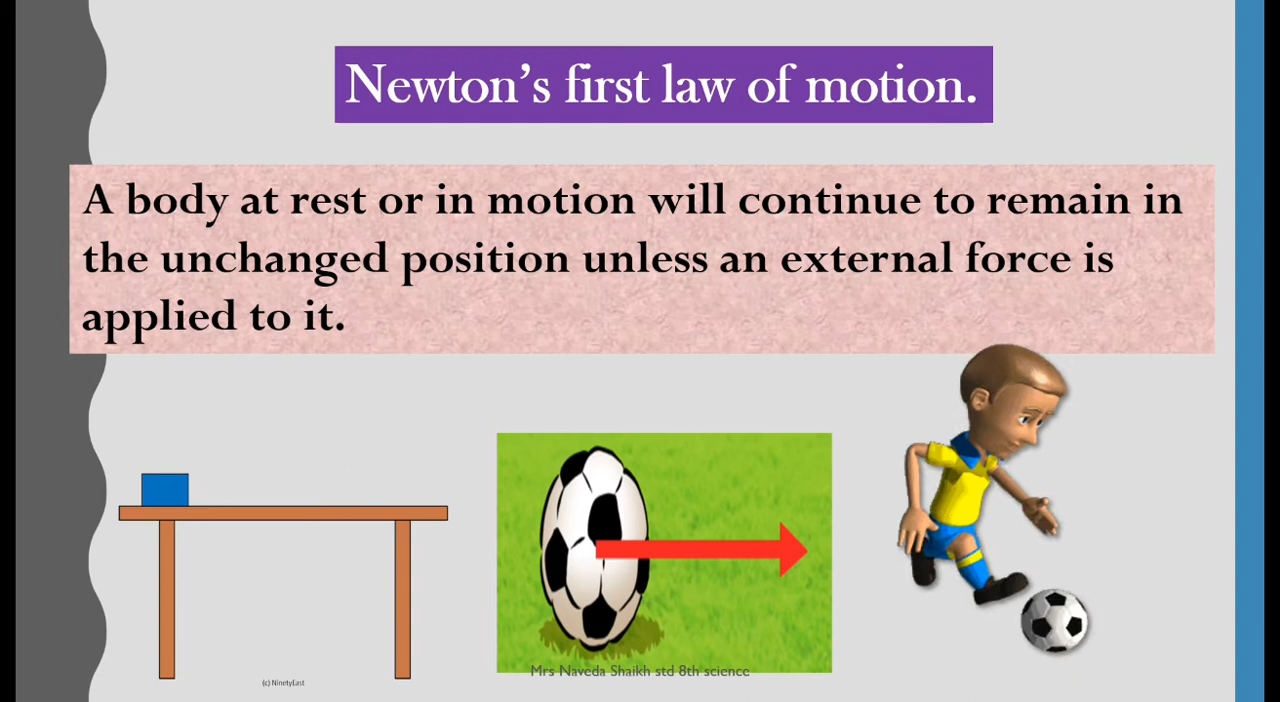 Newton’s first law of motion.
A body at rest or in motion will continue to remain in
the unchanged position unless an external force is
applied to it.
Mrs Naveda Shaikh std 8th science
(c) NinetyEast